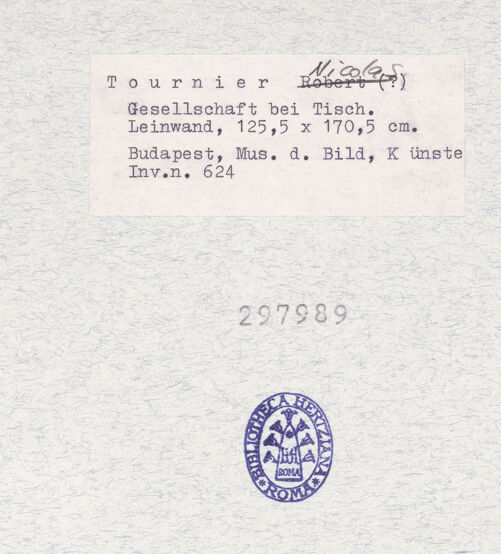 Tournier Robert (?)
Nicolas
Gesellschaft bei Tisch.
Leinwand, 125,5 x 170,5 cm.
Budapest, Mus. d. Bild, K ünste
Inv.n. 624
297989
BIBLIOTHECA HERTZIANA
ROMA
* ROMA *